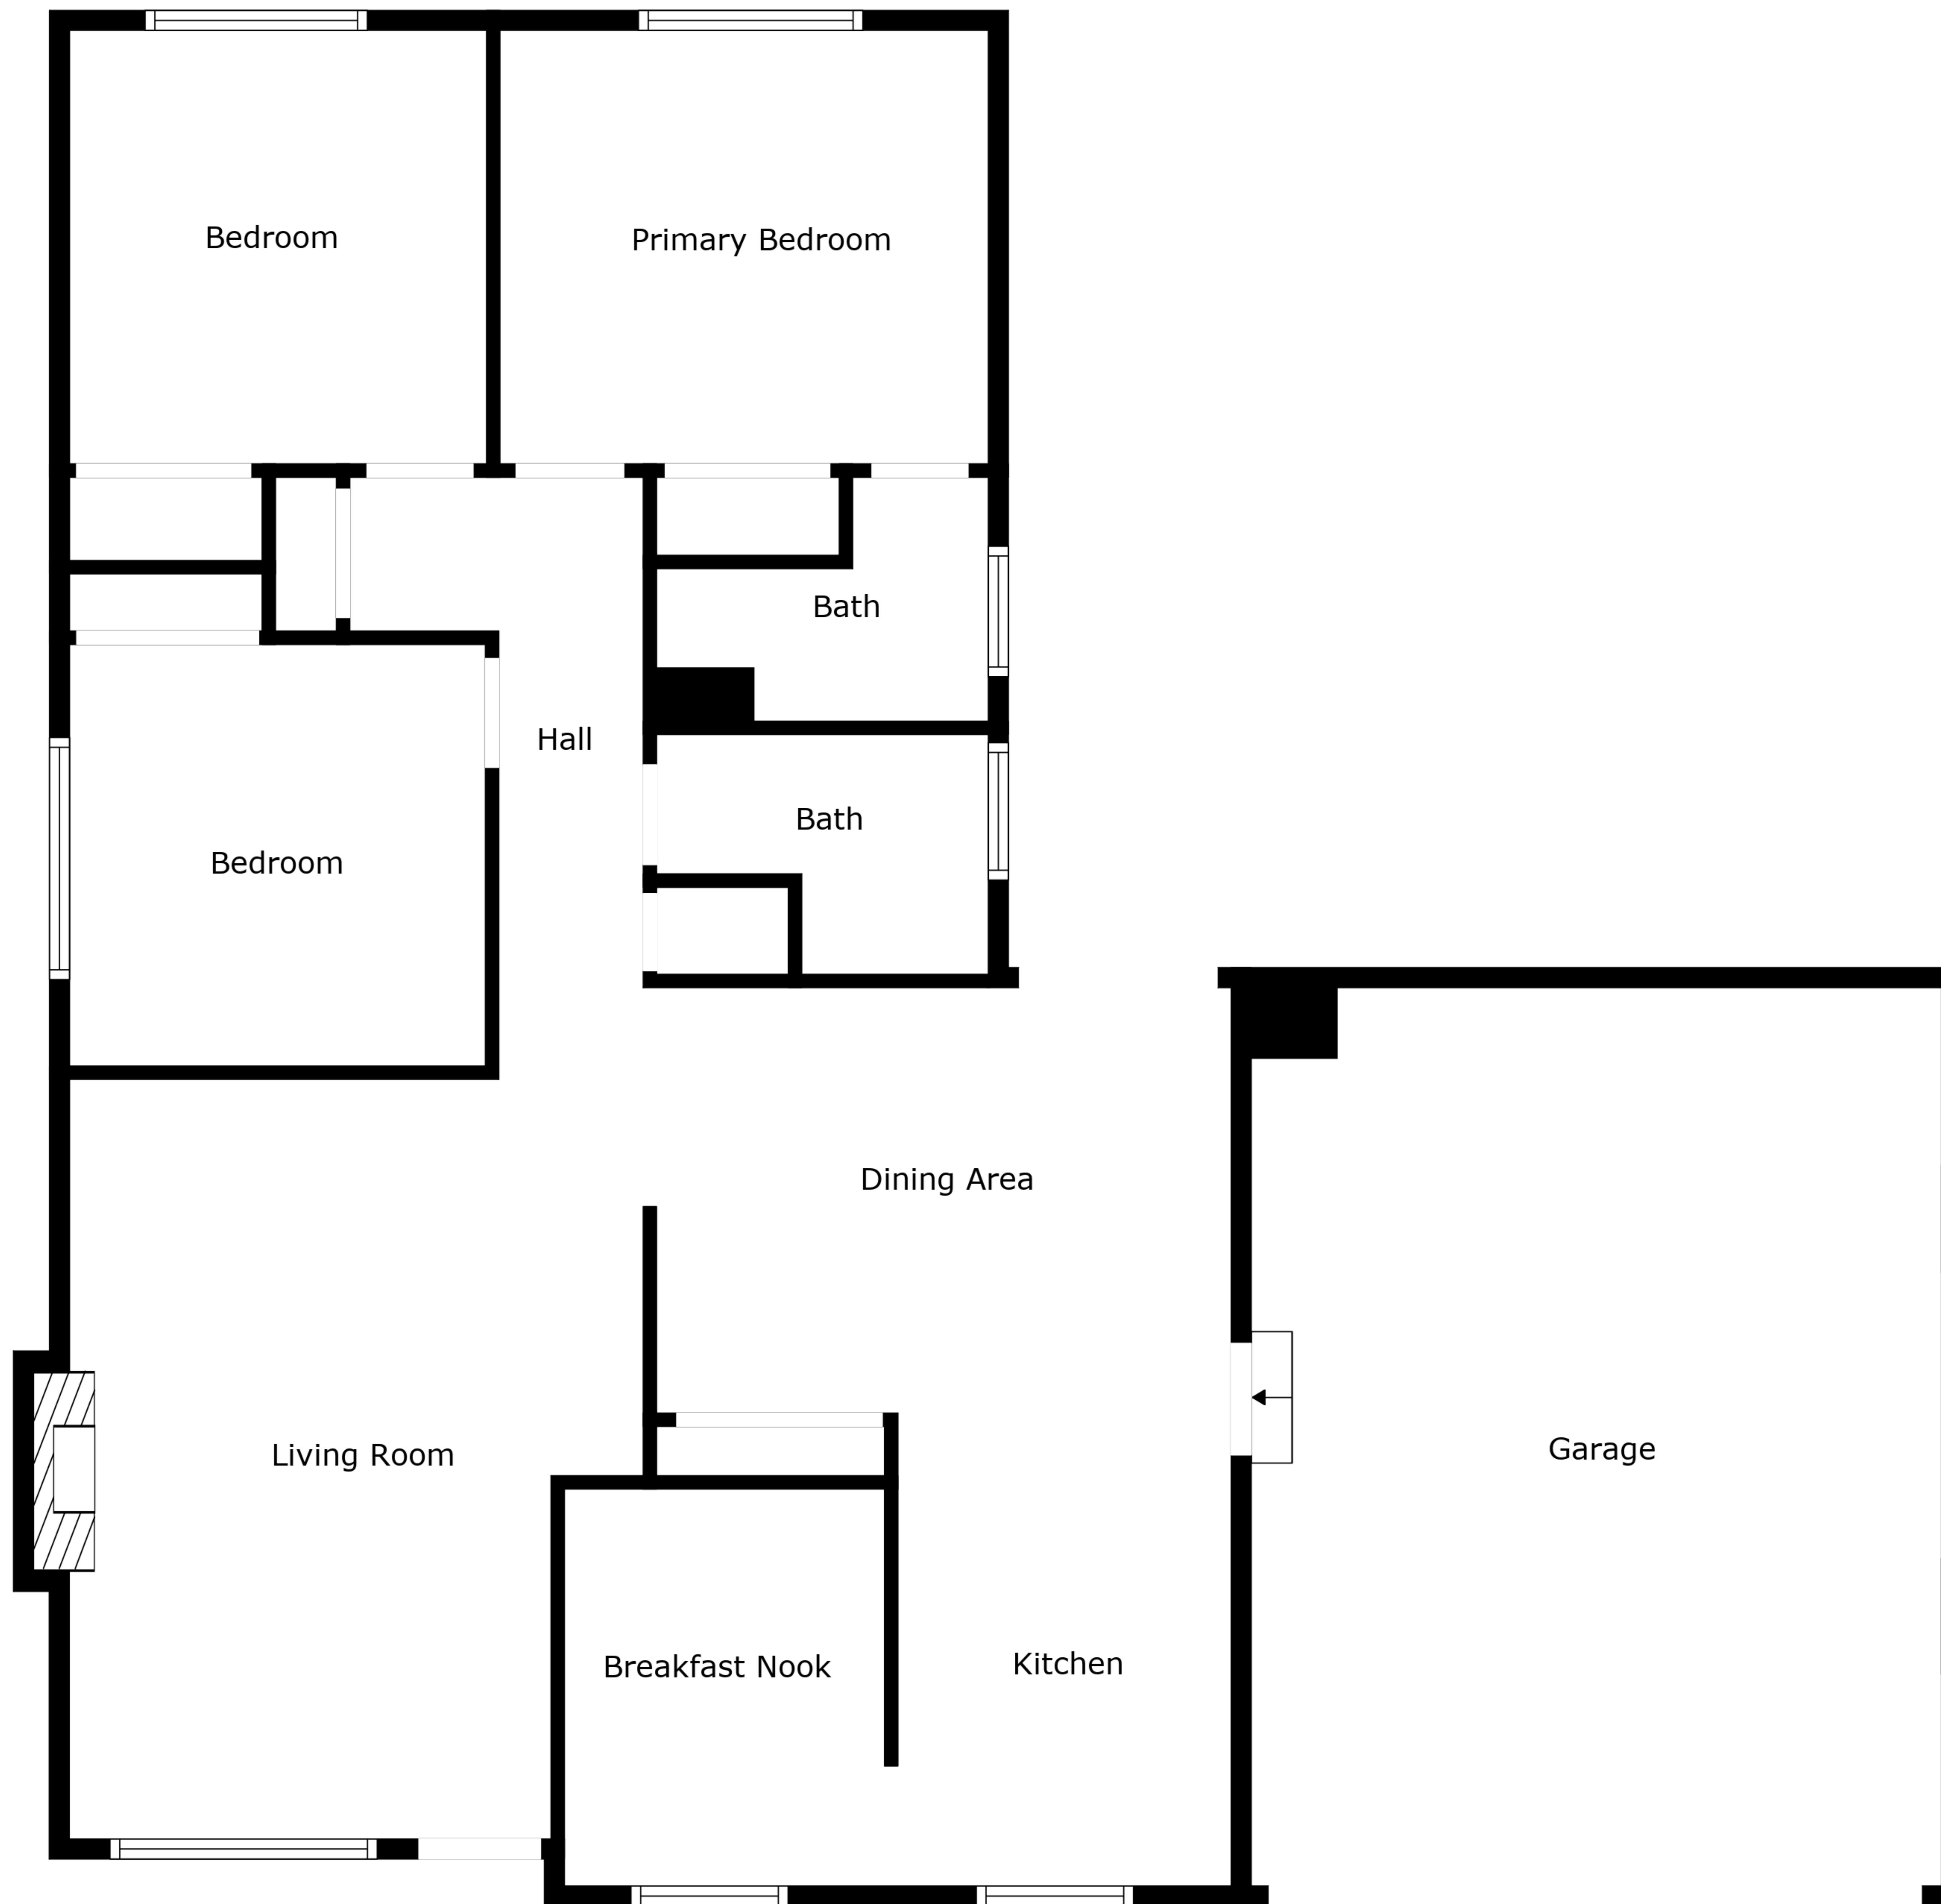 Bedroom
Primary Bedroom
Bath
Hall
Bath
Bedroom
Dining Area
Living Room
Garage
Breakfast Nook
Kitchen